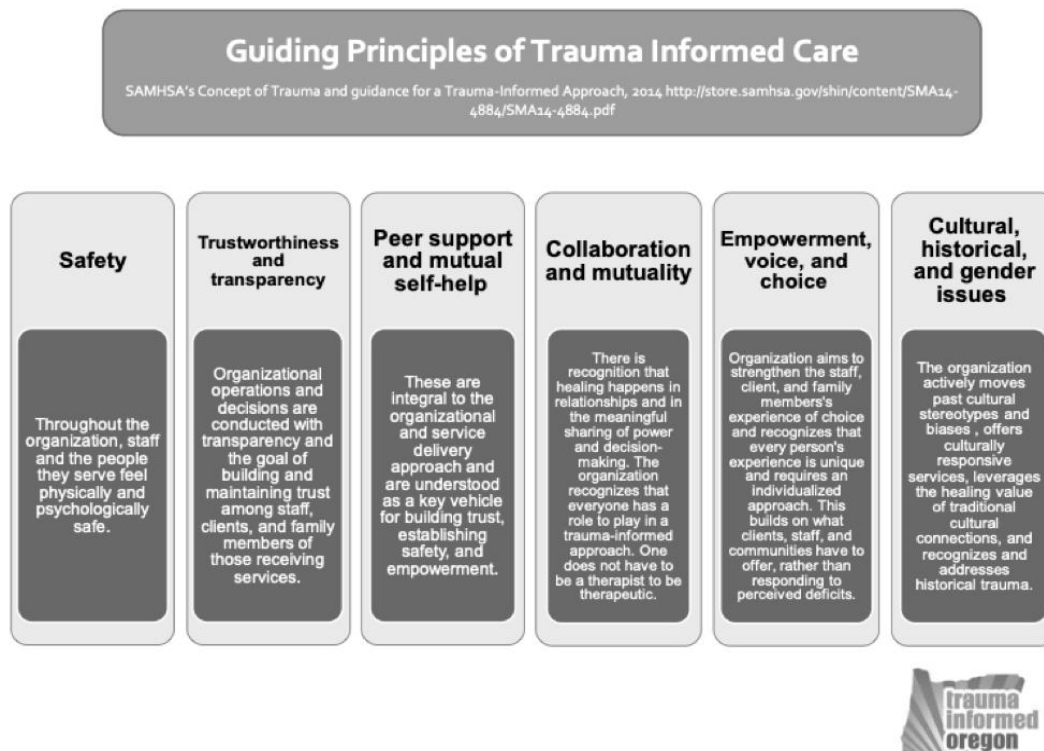 Guiding Principles of Trauma Informed Care
SAMHSA's Concept of Trauma and guidance for a Trauma-Informed Approach, 2014 http://store.samhsa.gov/shin/content/SMA14-
4884/SMA14-4884.pdf
Safety
Throughout the
organization, staff
and the people
they serve feel
physically and
psychologically
safe.
Trustworthiness
and
transparency
Organizational
operations and
decisions are
conducted with
transparency and
the goal of
building and
maintaining trust
among staff,
clients, and family
members of
those receiving
services.
Peer support
and mutual
self-help
These are
integral to the
organizational
and service
delivery
approach and
are understood
as a key vehicle
for building trust,
establishing
safety, and
empowerment.
Collaboration
and mutuality
There is
recognition that
healing happens in
relationships and in
the meaningful
sharing of power
and decision-
making. The
organization
recognizes that
everyone has a
role to play in a
trauma-informed
approach. One
does not have to
be a therapist to be
therapeutic.
Empowerment,
voice, and
choice
Organization aims to
strengthen the staff,
client, and family
members's
experience of choice
and recognizes that
every person's
experience is unique
and requires an
individualized
approach. This
builds on what
clients, staff, and
communities have to
offer, rather than
responding to
perceived deficits.
Cultural,
historical,
and gender
issues
The organization
actively moves
past cultural
stereotypes and
biases , offers
culturally
responsive
services, leverages
the healing value
of traditional
cultural
connections, and
recognizes and
addresses
historical trauma.
trauma
informed
oregon